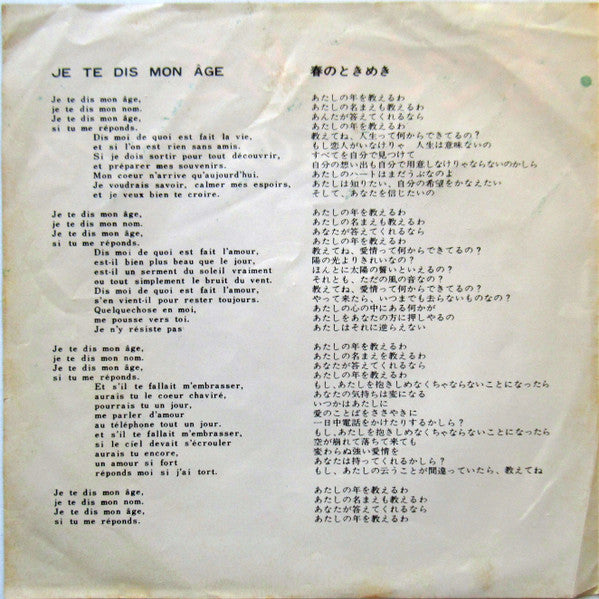 JE TE DIS MON ÂGE
Je te dis mon âge,
je te dis mon nom.
Je te dis mon âge,
si tu me réponds.
Dis moi de quoi est fait la vie,
et si l'on est rien sans amis.
Si je dois sortir pour tout découvrir,
et préparer mes souvenirs.
Mon coeur n'arrive qu'aujourd'hui.
Je voudrais savoir, calmer mes espoirs,
et je veux bien te croire.
Je te dis mon âge,
je te dis mon nom.
Je te dis mon âge,
si tu me réponds.
Dis moi de quoi est fait l'amour,
est-il bien plus beau que le jour,
est-il un serment du soleil vraiment
ou tout simplement le bruit du vent.
Dis moi de quoi est fait l'amour,
s'en vient-il pour rester toujours.
Quelquechose en moi,
me pousse vers toi.
Je n'y résiste pas
Je te dis mon âge,
je te dis mon nom.
Je te dis mon âge,
si tu me réponds.
Et s'il te fallait m'embrasser,
aurais tu le coeur chaviré,
pourrais tu un jour,
me parler d'amour
au téléphone tout un jour.
et s'il te fallait m'embrasser,
si le ciel devait s'écrouler
aurais tu encore,
un amour si fort
réponds moi si j'ai tort.
Je te dis mon âge,
je te dis mon nom.
Je te dis mon âge,
si tu me réponds.
春のときめき
あたしの年を教えるわ
あたしの名まえも教えるわ
あんたが答えてくれるなら
あたしの年を教えるわ
教えてね、人生って何からできてるの？
もし恋人がいなけりゃ　人生は意味ないの
すべてを自分で見つけて
自分の想い出も自分で用意しなけりゃならないのかしら
あたしのハートはまだうぶなのよ
あたしは知りたい、自分の希望をかなえたい
そして、あなたを信じたいの
あたしの年を教えるわ
あたしの名まえも教えるわ
あなたが答えてくれるなら
あたしの年を教えるわ
教えてね、愛情って何からできてるの？
陽の光よりきれいなの？
ほんとに太陽の誓いといえるの？
それとも、ただの風の音なの？
教えてね、愛情って何からできてるの？
やって来たら、いつまでも去らないものなの？
あたしの心の中にある何かが
あたしをあなたの方に押しやるの
あたしはそれに逆らえない
あたしの年を教えるわ
あたしの名まえを教えるわ
あなたが答えてくれるなら
あたしの年を教えるわ
もし、あたしを抱きしめなくちゃならないことになったら
あなたの気持ちは蜜になる
いつかはあたしに
愛のことばをささやきに
一日中電話をかけたりするかしら？
もし、あたしを抱きしめなくちゃならないことになったら
空が崩れて落ちて来ても
変わらぬ強い愛情を
あなたは持ってくれるかしら？
もし、あたしの云うことが間違っていたら、教えてね
あたしの年を教えるわ
あたしの名まえも教えるわ
あなたが答えてくれるなら
あたしの年を教えるわ